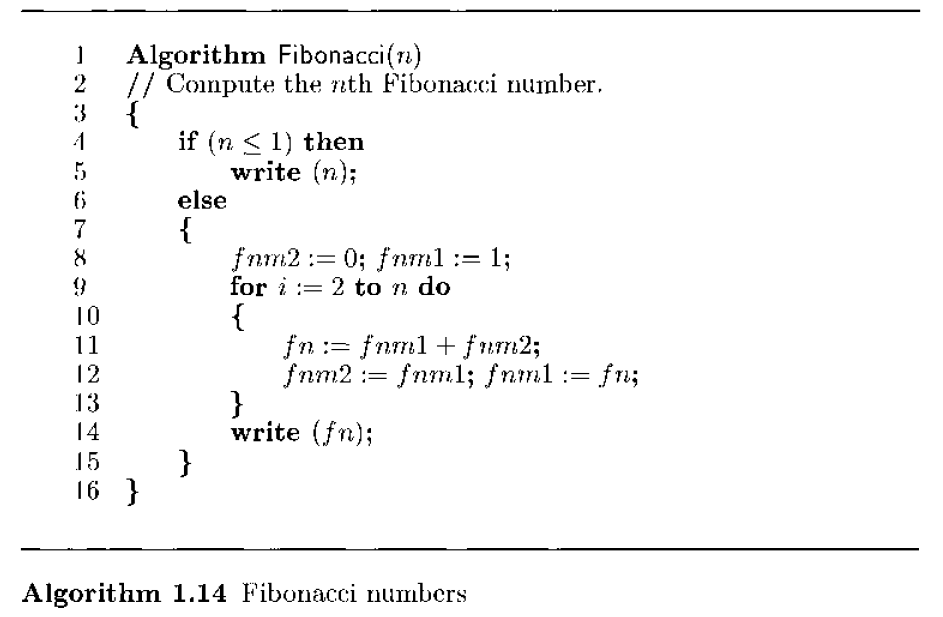 1 Algorithm Fibonacci(n)
2 // Compute the nth Fibonacci number.
3 {
4 if (n ≤ 1) then
5 write (n);
6 else
7 {
8 fnm2 := 0; fnm1 := 1;
9 for i := 2 to n do
10 {
11 fn := fnm1 + fnm2;
12 fnm2 := fnm1; fnm1 := fn;
13 }
14 write (fn);
15 }
16 }
Algorithm 1.14 Fibonacci numbers